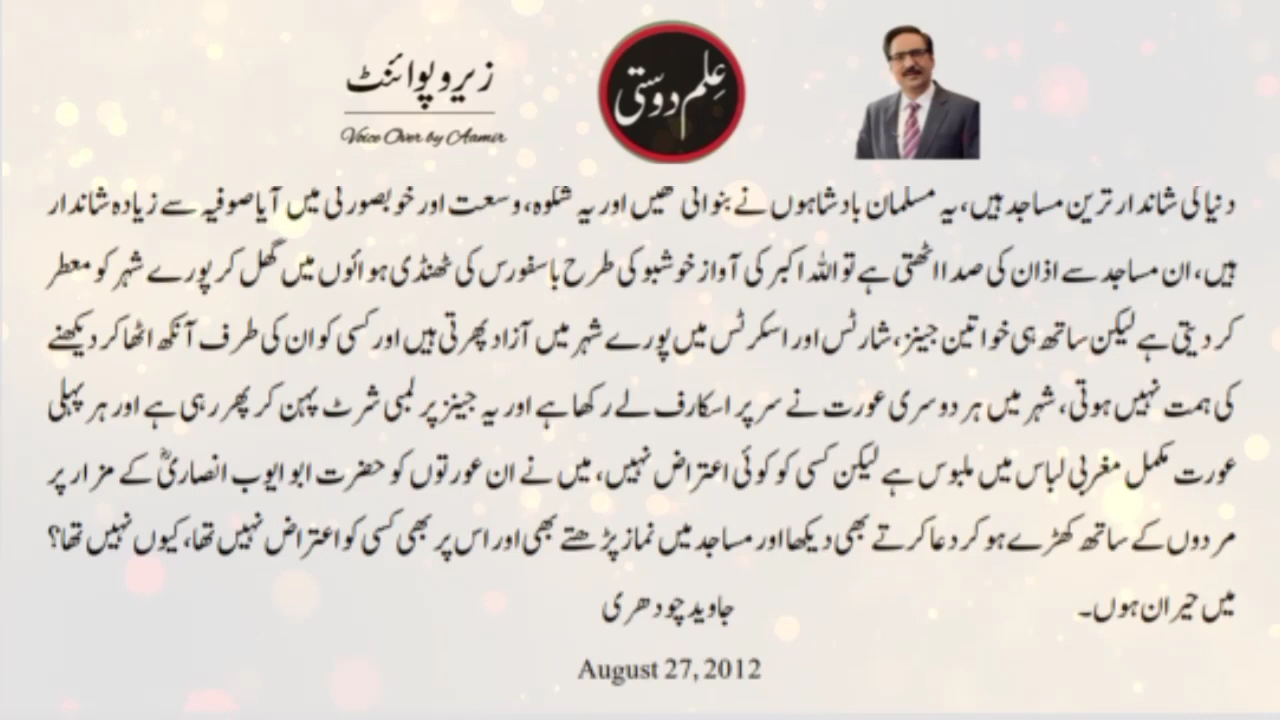 زیرو پوائنٹ
Voice Over by Aamir
علم دوستی
دنیا کی شاندار ترین مساجد ہیں، یہ مسلمان بادشاہوں نے بنوائی تھیں اور یہ شکوہ، وسعت اور خوبصورتی میں آیا صوفیہ سے زیادہ شاندار
ہیں، ان مساجد سے اذان کی صدا اٹھتی ہے تو اللہ اکبر کی آواز خوشبو کی طرح باسفورس کی ٹھنڈی ہوائوں میں گھل کر پورے شہر کو معطر
کر دیتی ہے لیکن ساتھ ہی خواتین جینز، شارٹس اور اسکرٹس میں پورے شہر میں آزاد پھرتی ہیں اور کسی کو ان کی طرف آنکھ اٹھا کر دیکھنے
کی ہمت نہیں ہوتی، شہر میں ہر دوسری عورت نے سر پر اسکارف لے رکھا ہے اور یہ جینز پر لمبی شرٹ پہن کر پھر رہی ہے اور ہر پہلی
عورت مکمل مغربی لباس میں ملبوس ہے لیکن کسی کو کوئی اعتراض نہیں، میں نے ان عورتوں کو حضرت ابو ایوب انصاریؓ کے مزار پر
مردوں کے ساتھ کھڑے ہو کر دعا کرتے بھی دیکھا اور مساجد میں نماز پڑھتے بھی اور اس پر بھی کسی کو اعتراض نہیں تھا، کیوں نہیں تھا؟
میں حیران ہوں۔
جاوید چودھری
August 27, 2012